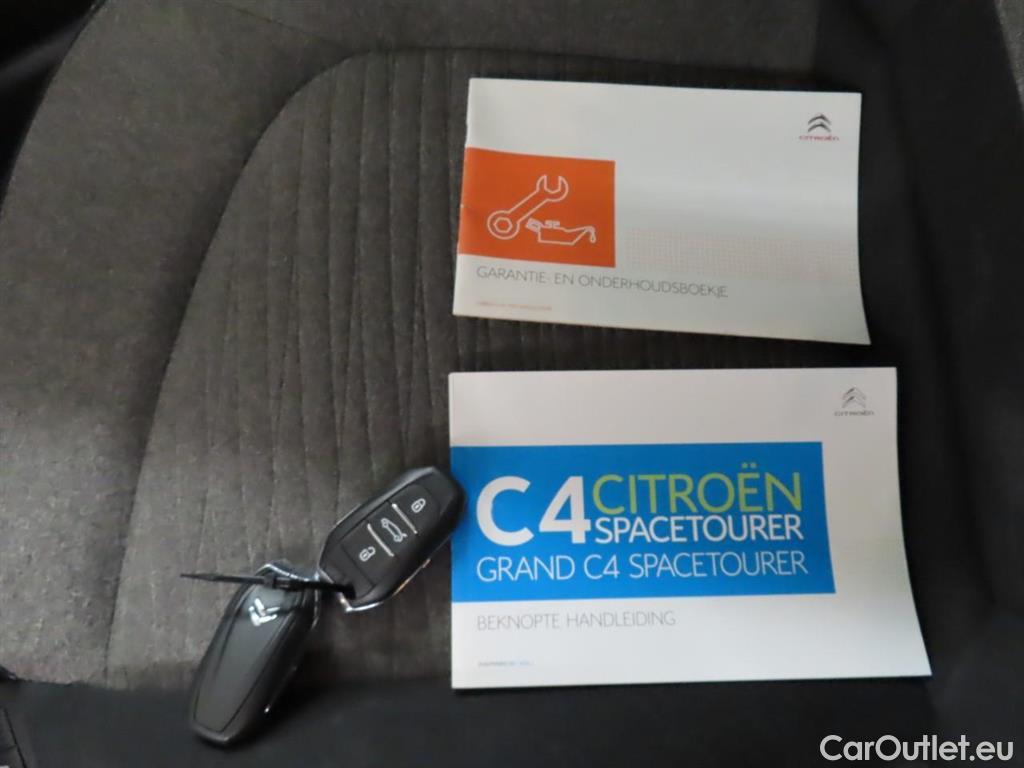 CITROËN
GARANTIE- EN ONDERHOUDSBOEKJE
CITROËN
C4 CITROËN
SPACETOURER
GRAND C4 SPACETOURER
BEKNOPTE HANDLEIDING
CarOutlet.eu